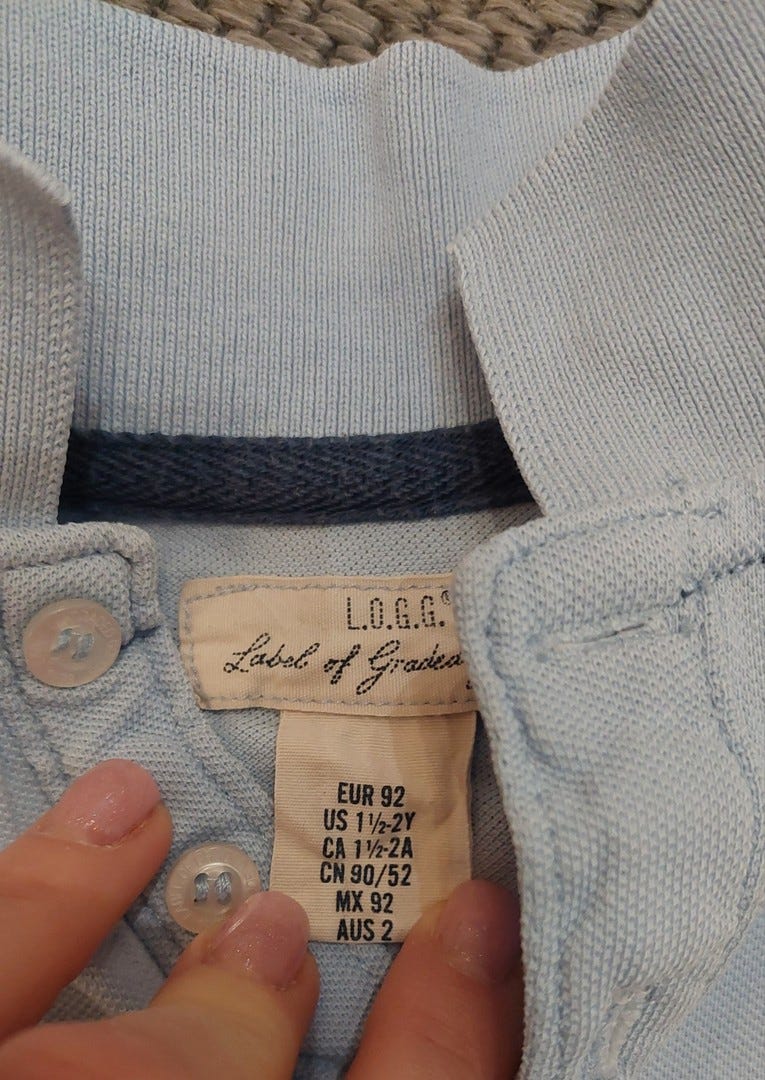 L.O.G.G.®
Label of Graded
EUR 92
US 1½-2Y
CA 1½-2A
CN 90/52
MX 92
AUS 2